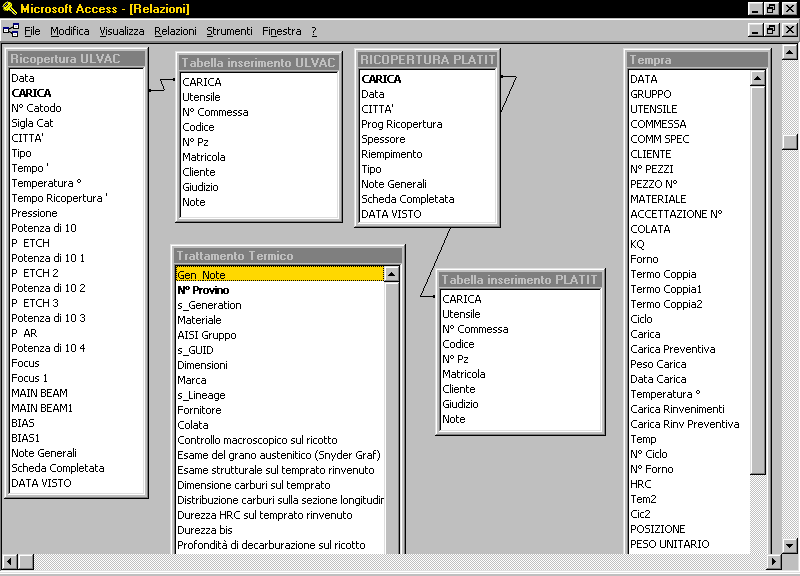 Microsoft Access - [Relazioni]
File Modifica Visualizza Relazioni Strumenti Finestra ?
Ricopertura ULVAC
Data
CARICA
N° Catodo
Sigla Cat
CITTA'
Tipo
Tempo '
Temperatura °
Tempo Ricopertura '
Pressione
Potenza di 10
P ETCH
Potenza di 10 1
P ETCH 2
Potenza di 10 2
P ETCH 3
Potenza di 10 3
P AR
Potenza di 10 4
Focus
Focus 1
MAIN BEAM
MAIN BEAM1
BIAS
BIAS1
Note Generali
Scheda Completata
DATA VISTO
Tabella inserimento ULVAC
CARICA
Utensile
N° Commessa
Codice
N° Pz
Matricola
Cliente
Giudizio
Note
RICOPERTURA PLATIT
CARICA
Data
CITTA'
Prog Ricopertura
Spessore
Riempimento
Tipo
Note Generali
Scheda Completata
DATA VISTO
Trattamento Termico
Gen_Note
N° Provino
s_Generation
Materiale
AISI Gruppo
s_GUID
Dimensioni
Marca
s_Lineage
Fornitore
Colata
Controllo macroscopico sul ricotto
Esame del grano austenitico (Snyder Graf)
Esame strutturale sul temprato rinvenuto
Dimensione carburi sul temprato
Distribuzione carburi sulla sezione longitudir
Durezza HRC sul temprato rinvenuto
Durezza bis
Profondità di decarburazione sul ricotto
Tabella inserimento PLATIT
CARICA
Utensile
N° Commessa
Codice
N° Pz
Matricola
Cliente
Giudizio
Note
Tempra
DATA
GRUPPO
UTENSILE
COMMESSA
COMM SPEC
CLIENTE
N° PEZZI
PEZZO N°
MATERIALE
ACCETTAZIONE N°
COLATA
KQ
Forno
Termo Coppia
Termo Coppia1
Termo Coppia2
Ciclo
Carica
Carica Preventiva
Peso Carica
Data Carica
Temperatura °
Carica Rinvenimenti
Carica Rinv Preventiva
Temp
N° Ciclo
N° Forno
HRC
Tem2
Cic2
POSIZIONE
PESO UNITARIO